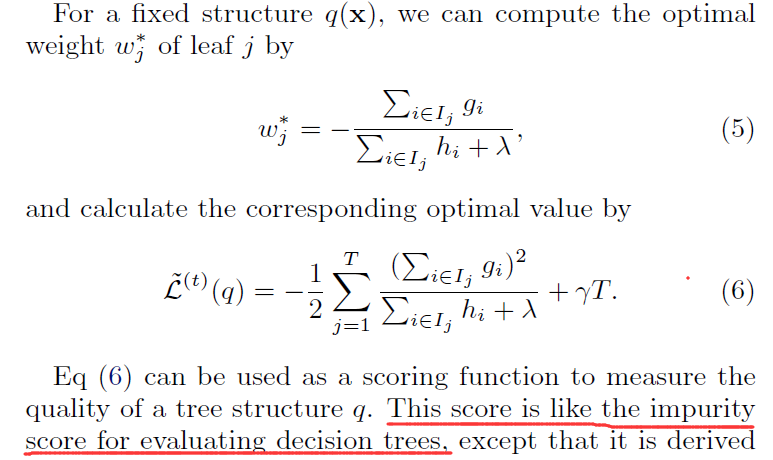 For a fixed structure q(x), we can compute the optimal
weight w_j^* of leaf j by
w_j^* = - \frac{\sum_{i \in I_j} g_i}{\sum_{i \in I_j} h_i + \lambda}, (5)
and calculate the corresponding optimal value by
\tilde{\mathcal{L}}^{(t)}(q) = -\frac{1}{2} \sum_{j=1}^{T} \frac{(\sum_{i \in I_j} g_i)^2}{\sum_{i \in I_j} h_i + \lambda} + \gamma T. (6)
Eq (6) can be used as a scoring function to measure the
quality of a tree structure q. This score is like the impurity
score for evaluating decision trees, except that it is derived